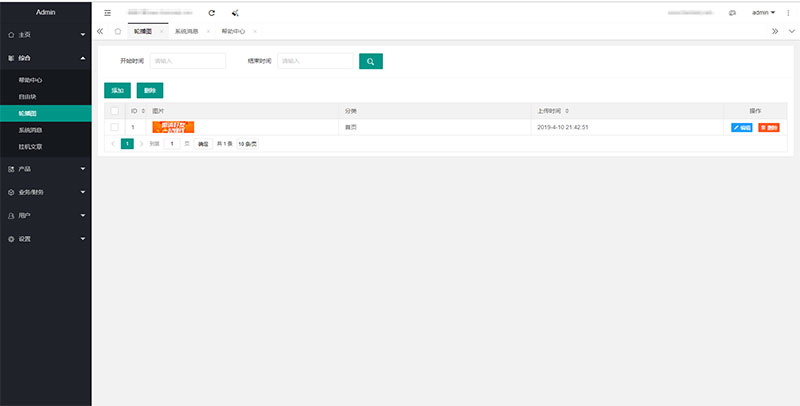 Admin
admin
主页
轮播图
系统消息
帮助中心
综合
开始时间 请输入 结束时间 请输入
帮助中心
自由块
添加 删除
轮播图
ID 图片 分类 上传时间 操作
系统消息
1 首页 2019-4-10 21:42:51 编辑 删除
挂机文章
1 到第 1 页 确定 共 1 条 10 条/页
产品
业务/财务
用户
设置